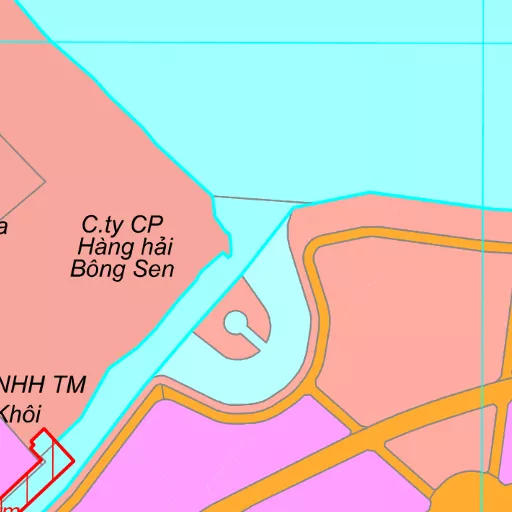 C.ty CP
a
Hàng hải
Bông Sen
NHH TM
Khôi
m